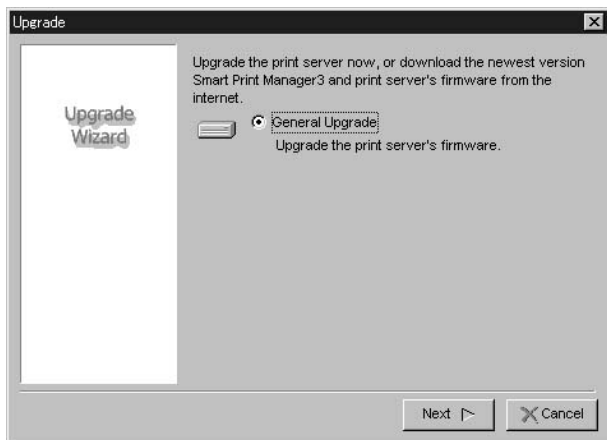 Upgrade
Upgrade the print server now, or download the newest version
Smart Print Manager3 and print server's firmware from the
internet.
Upgrade
Wizard
General Upgrade
Upgrade the print server's firmware.
Next
Cancel